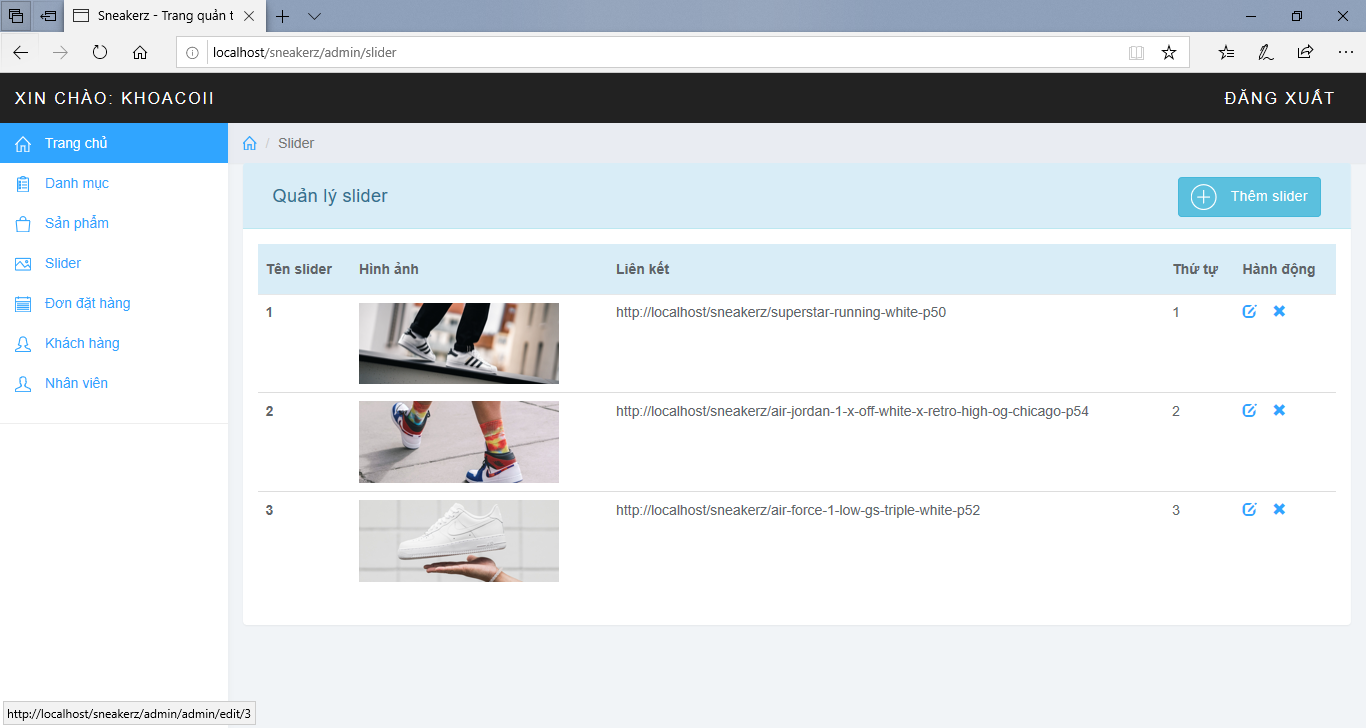 Sneakerz - Trang quản t
localhost/sneakerz/admin/slider
XIN CHÀO: KHOACOII
ĐĂNG XUẤT
Trang chủ
Danh mục
Sản phẩm
Slider
Đơn đặt hàng
Khách hàng
Nhân viên
/ Slider
Quản lý slider
Thêm slider
Tên slider Hình ảnh Liên kết Thứ tự Hành động
1 http://localhost/sneakerz/superstar-running-white-p50 1
2 http://localhost/sneakerz/air-jordan-1-x-off-white-x-retro-high-og-chicago-p54 2
3 http://localhost/sneakerz/air-force-1-low-gs-triple-white-p52 3
http://localhost/sneakerz/admin/admin/edit/3